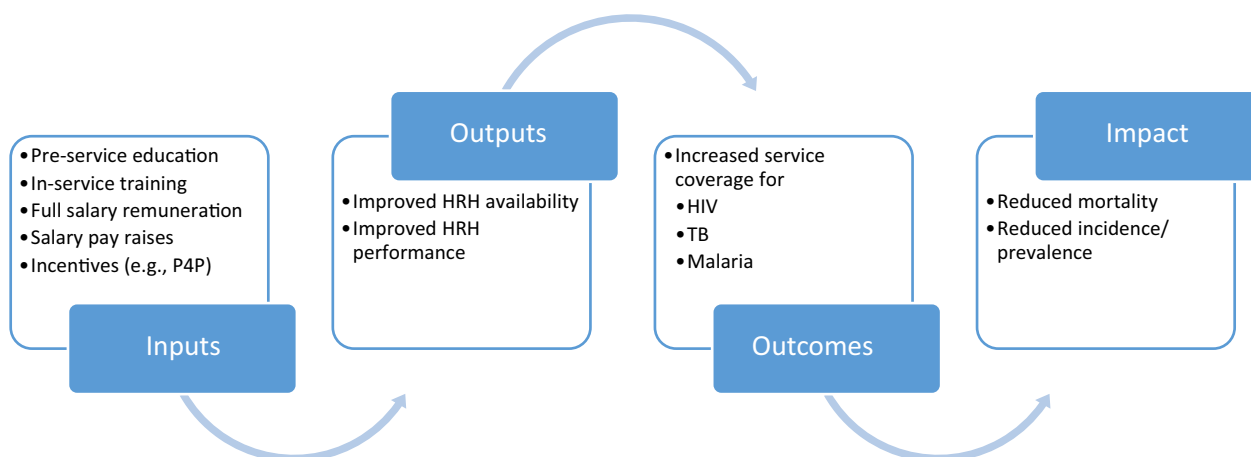 •Pre-service education
•In-service training
•Full salary remuneration
•Salary pay raises
•Incentives (e.g., P4P)
Inputs
Outputs
•Improved HRH availability
•Improved HRH
performance
•Increased service
coverage for
•HIV
•TB
•Malaria
Outcomes
Impact
•Reduced mortality
•Reduced incidence/
prevalence